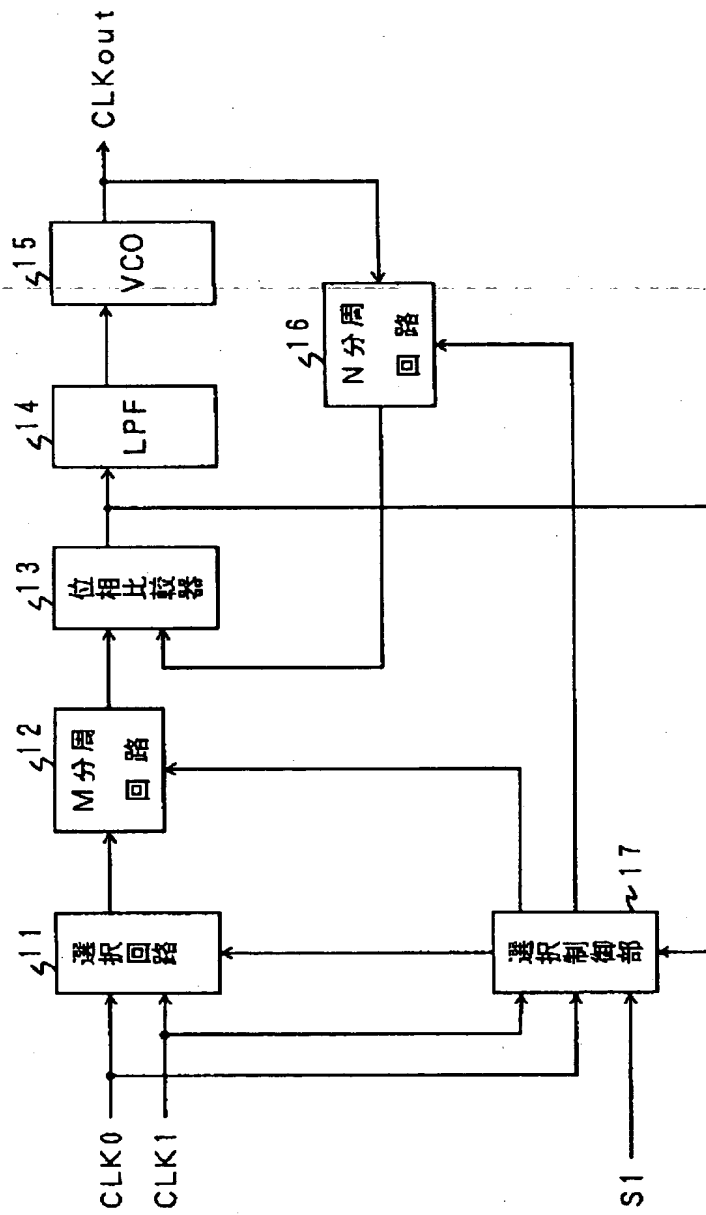 CLK0
CLK1
S1
11
選択回路
12
M分周
回路
13
位相比較器
14
LPF
15
VCO
CLKout
16
N分周
回路
17
選択制御部